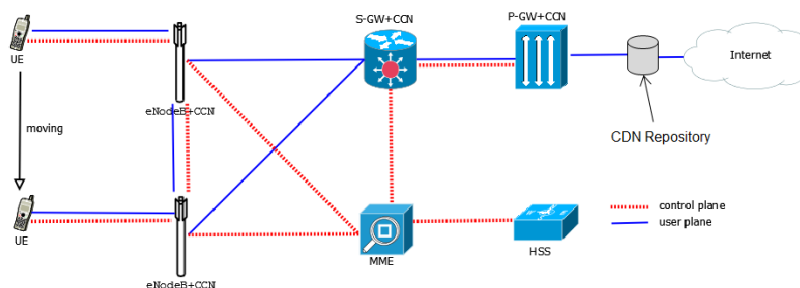 S-GW+CCN
P-GW+CCN
UE
Internet
eNodeB+CCN
CDN Repository
moving
control plane
user plane
UE
MME
HSS
eNodeB+CCN